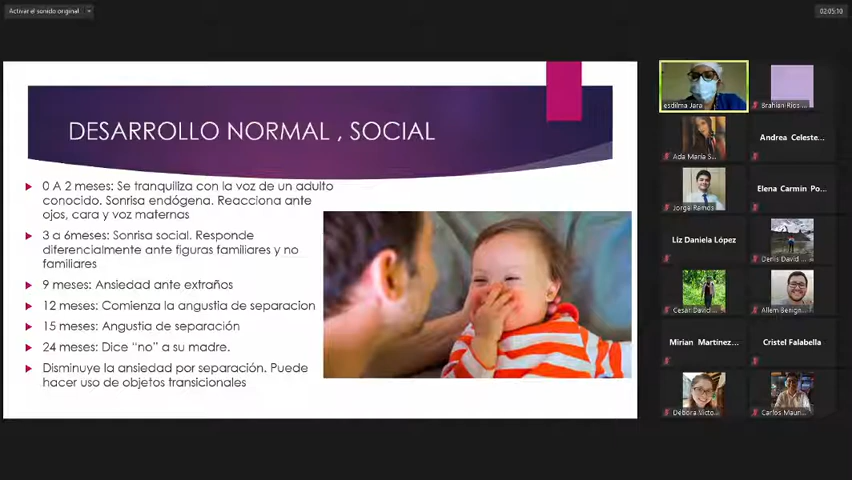 Activar el sonido original
02:05:10
DESARROLLO NORMAL , SOCIAL
0 A 2 meses: Se tranquiliza con la voz de un adulto
conocido. Sonrisa endógena. Reacciona ante
ojos, cara y voz maternas
3 a 6meses: Sonrisa social. Responde
diferencialmente ante figuras familiares y no
familiares
9 meses: Ansiedad ante extraños
12 meses: Comienza la angustia de separacion
15 meses: Angustia de separación
24 meses: Dice “no” a su madre.
Disminuye la ansiedad por separación. Puede
hacer uso de objetos transicionales
esdilma Jara
Brahian Rios ...
Ada Maria S...
Andrea Celeste...
Jorge Ramos
Elena Carmin Po...
Liz Daniela López
Denis David ...
Cesar David...
Allem Benign...
Mirian Martinez...
Cristel Falabella
Debora Victo...
Carlos Mauri...